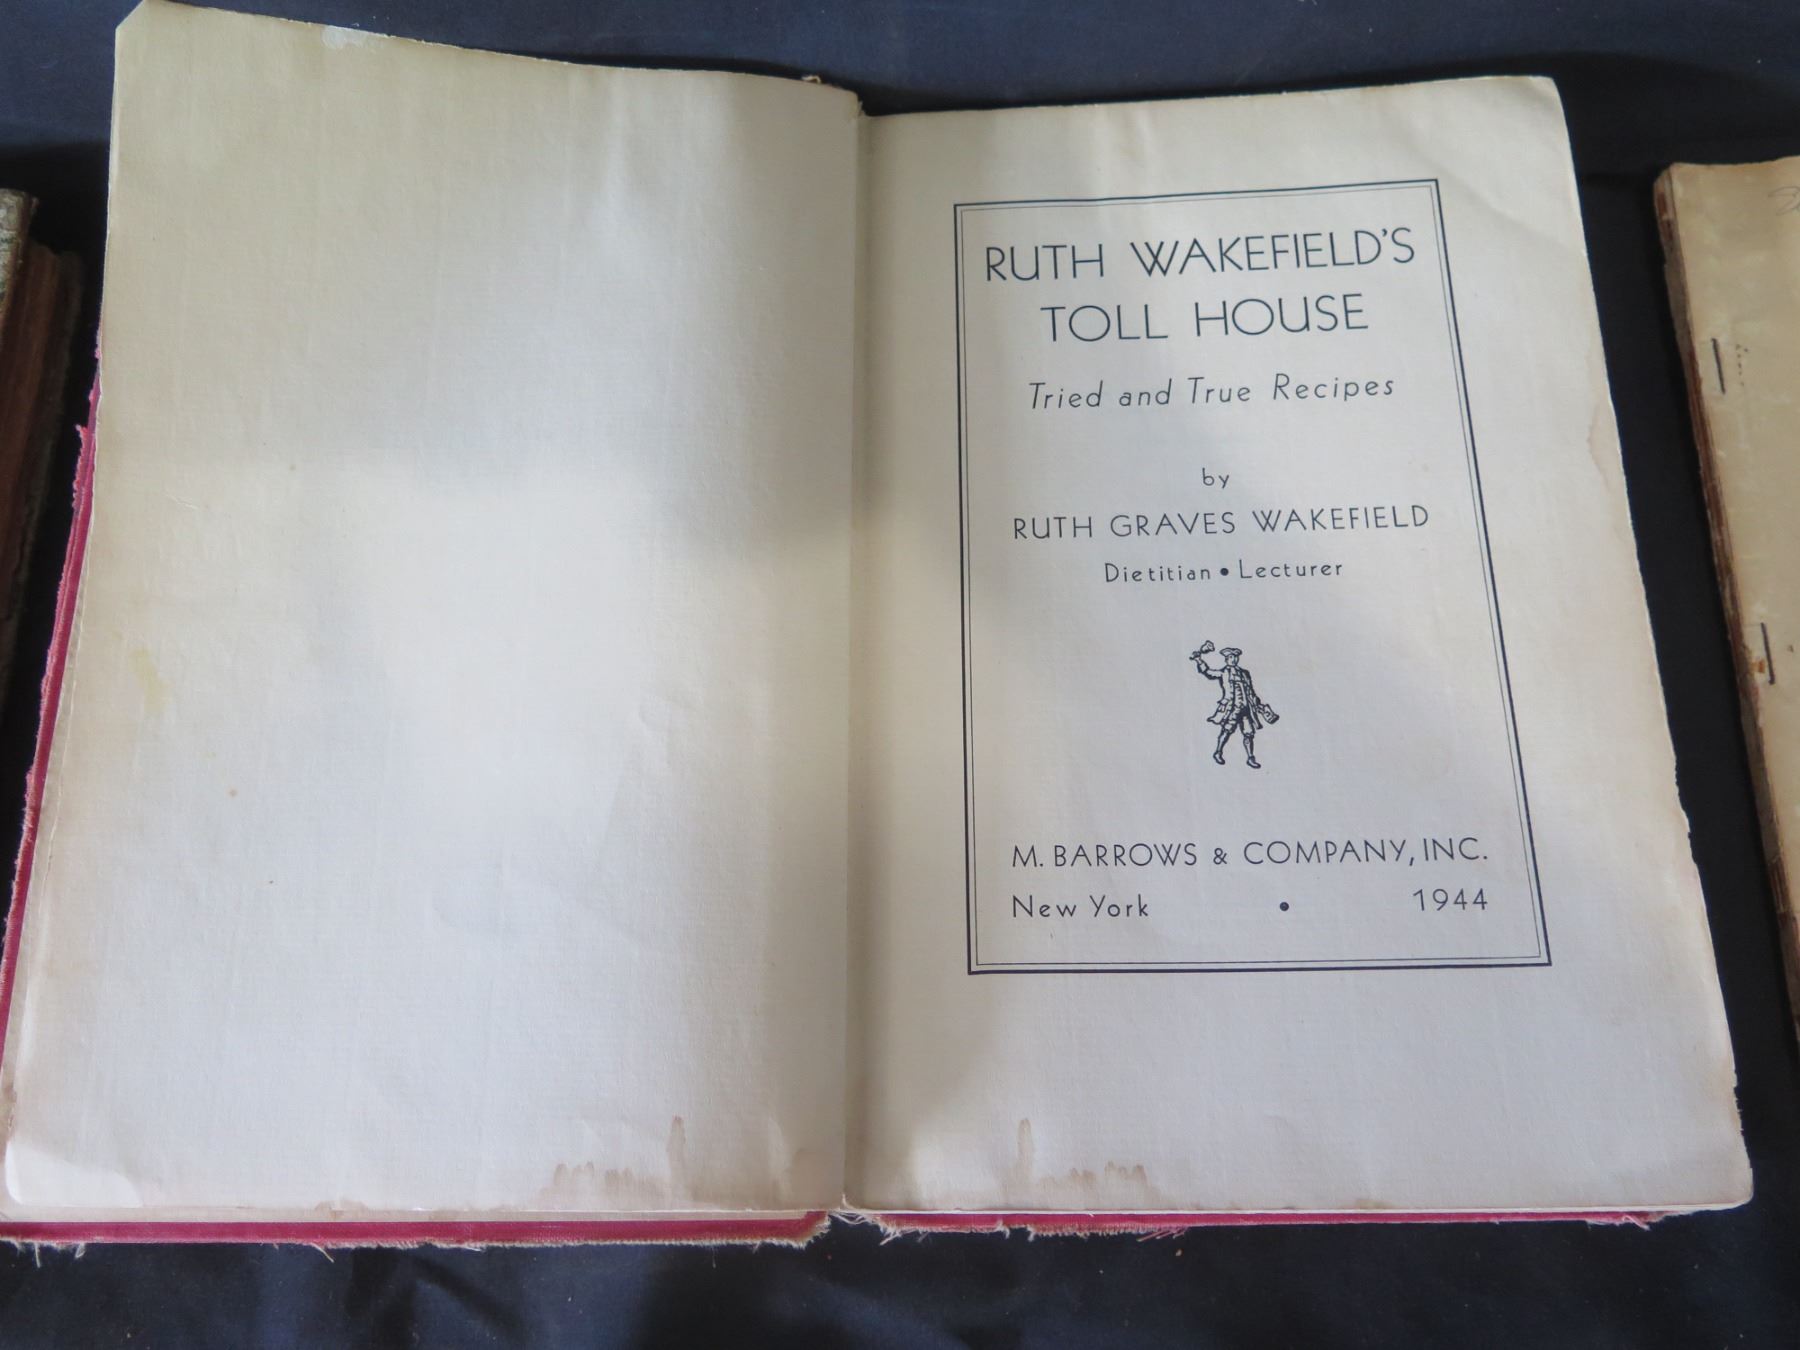 RUTH WAKEFIELD'S
TOLL HOUSE
Tried and True Recipes
by
RUTH GRAVES WAKEFIELD
Dietitian • Lecturer
M. BARROWS & COMPANY, INC.
New York • 1944